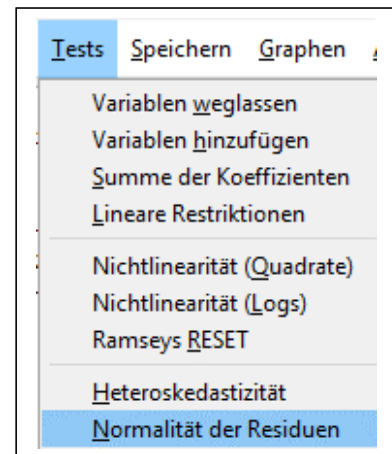 Tests Speichern Graphen
Variablen weglassen
Variablen hinzufügen
Summe der Koeffizienten
Lineare Restriktionen
Nichtlinearität (Quadrate)
Nichtlinearität (Logs)
Ramseys RESET
Heteroskedastizität
Normalität der Residuen